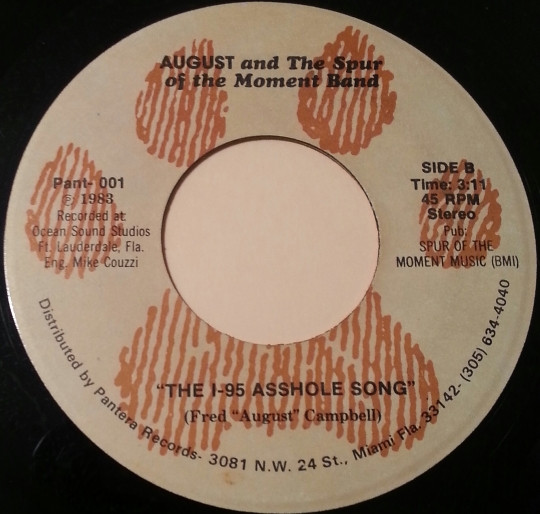 AUGUST and The Spur
of the Moment Band
Pant- 001
℗ 1983
Recorded at:
Ocean Sound Studios
Ft. Lauderdale, Fla.
Eng. Mike Couzzi
SIDE B
Time: 3:11
45 RPM
Stereo
Pub:
SPUR OF THE
MOMENT MUSIC (BMI)
"THE I-95 ASSHOLE SONG"
(Fred "August" Campbell)
Distributed by Pantera Records- 3081 N.W. 24 St., Miami Fla. 33142- (305) 634-4040